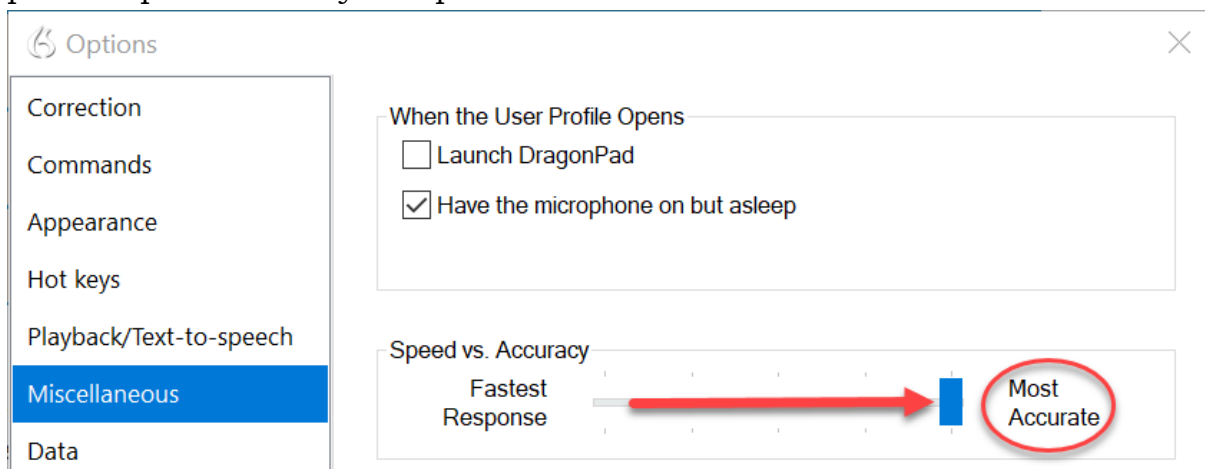 Options
Correction
Commands
Appearance
Hot keys
Playback/Text-to-speech
Miscellaneous
Data
When the User Profile Opens
Launch DragonPad
Have the microphone on but asleep
Speed vs. Accuracy
Fastest
Response
Most
Accurate